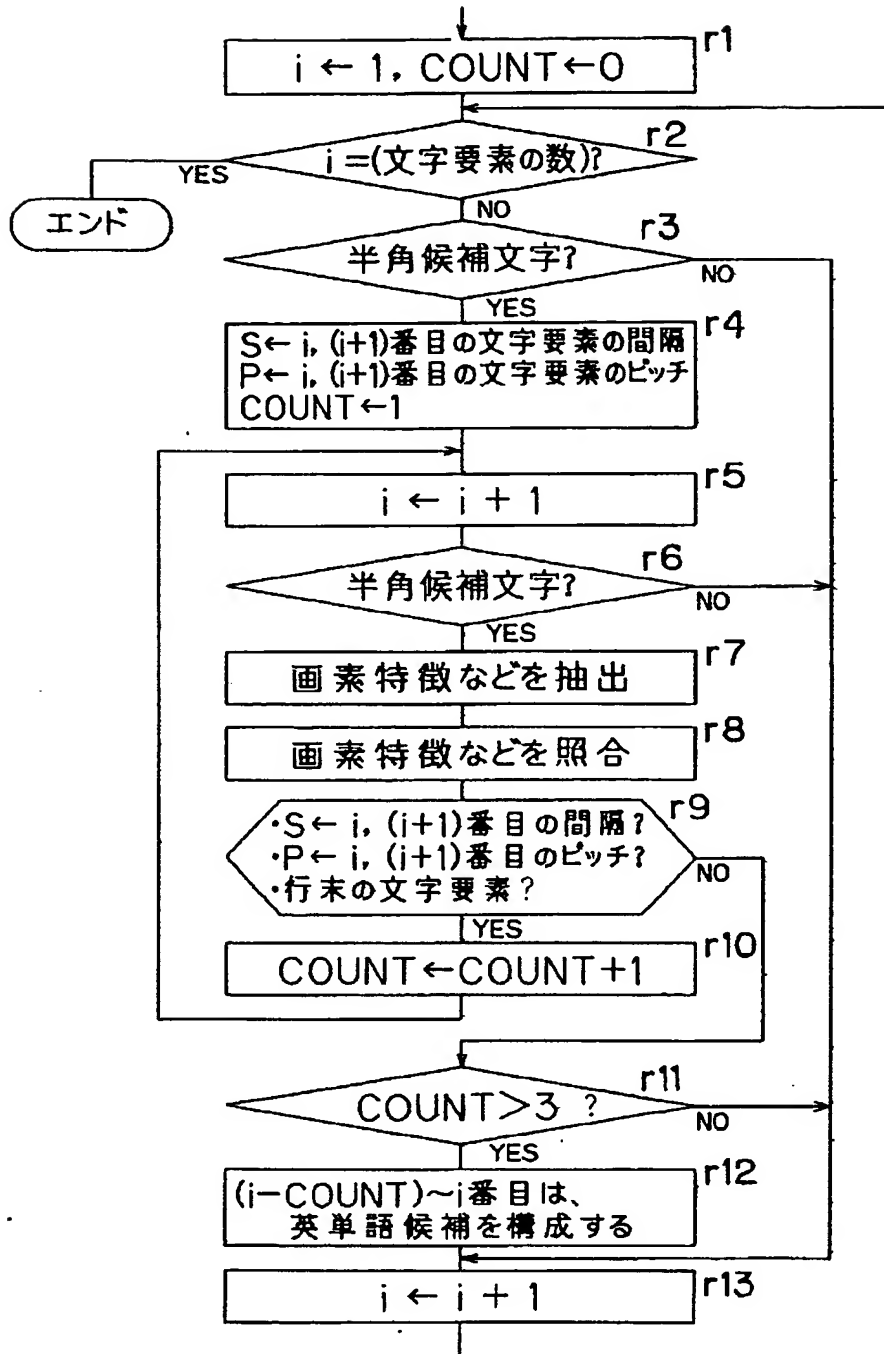 r1
i ← 1, COUNT←0
r2
i =(文字要素の数)?
YES
エンド
NO
r3
半角候補文字?
NO
YES
r4
S← i, (i+1)番目の文字要素の間隔
P← i, (i+1)番目の文字要素のピッチ
COUNT←1
r5
i ← i + 1
r6
半角候補文字?
NO
YES
r7
画素特徴などを抽出
r8
画素特徴などを照合
r9
・S← i, (i+1)番目の間隔?
・P← i, (i+1)番目のピッチ?
・行末の文字要素?
NO
YES
r10
COUNT←COUNT+1
r11
COUNT>3 ?
NO
YES
r12
(i−COUNT)~i番目は、
英単語候補を構成する
r13
i ← i + 1